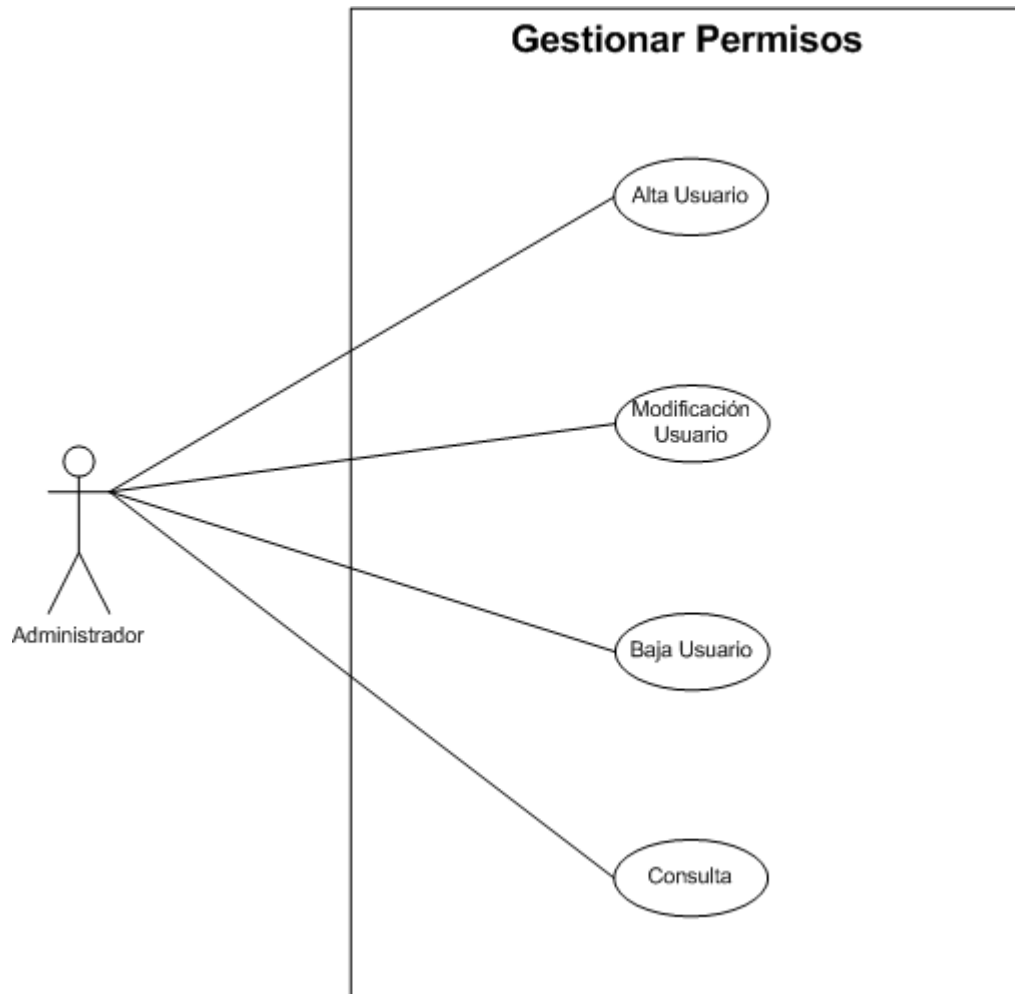 Gestionar Permisos
Alta Usuario
Modificación
Usuario
Administrador
Baja Usuario
Consulta